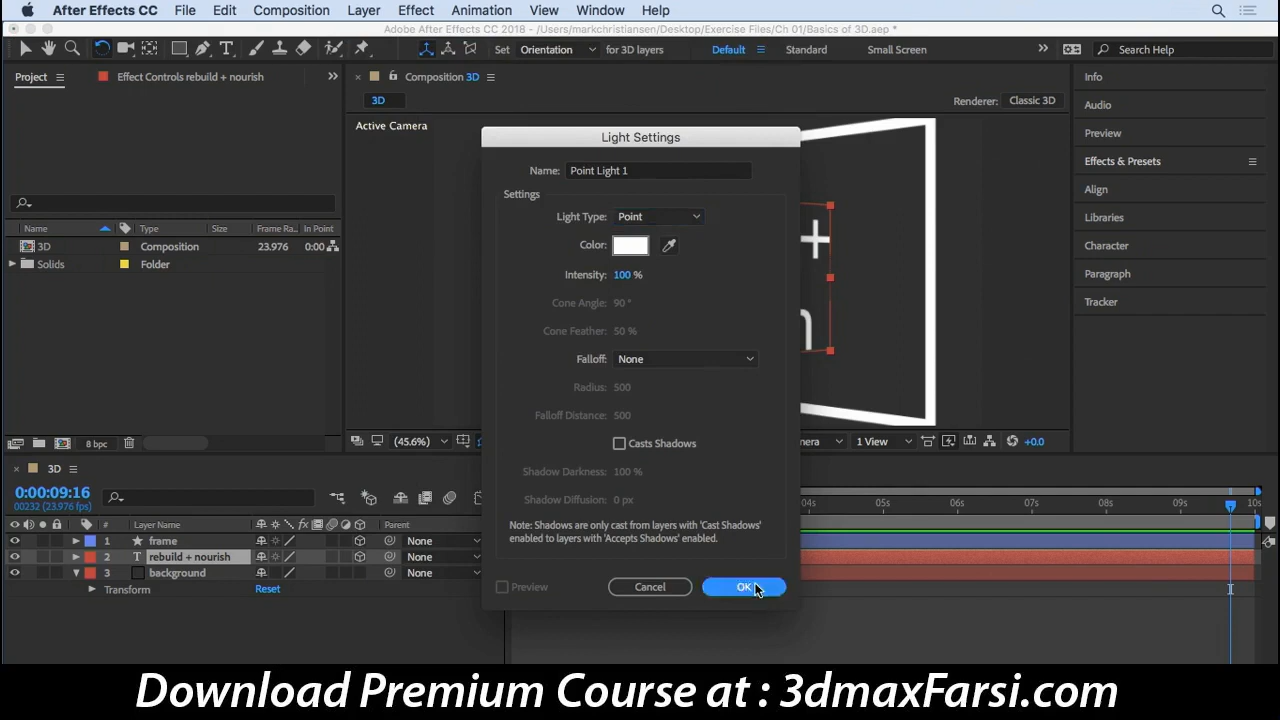 After Effects CC File Edit Composition Layer Effect Animation View Window Help
Adobe After Effects CC 2018 - /Users/markchristiansen/Desktop/Exercise Files/Ch 01/Basics of 3D.aep *
Set Orientation for 3D layers Default Standard Small Screen Search Help
Project Effect Controls rebuild + nourish Composition 3D Info
3D Renderer: Classic 3D Audio
Active Camera
Preview
Effects & Presets
Align
Libraries
Character
Paragraph
Tracker
Name Type Size Frame Ra... In Point
3D Composition 23.976 0:00
Solids Folder
+
n
Light Settings
Name: Point Light 1
Settings
Light Type: Point
Color:
Intensity: 100 %
Cone Angle: 90 °
Cone Feather: 50 %
Falloff: None
Radius: 500
Falloff Distance: 500
Casts Shadows
Shadow Darkness: 100 %
Shadow Diffusion: 0 px
Note: Shadows are only cast from layers with 'Cast Shadows'
enabled to layers with 'Accepts Shadows' enabled.
Preview Cancel OK
8 bpc (45.6%) mera 1 View +0.0
3D
0:00:09:16
00232 (23.976 fps)
04s 05s 06s 07s 08s 09s 10s
# Layer Name Parent
1 frame None
2 T rebuild + nourish None
3 background None
Transform Reset
Download Premium Course at : 3dmaxFarsi.com